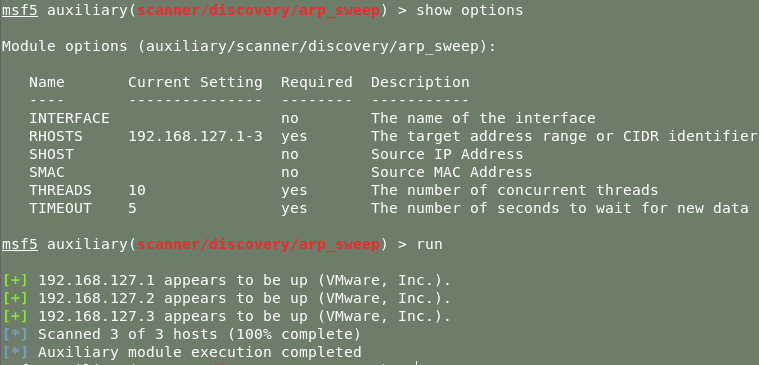 msf5 auxiliary(scanner/discovery/arp_sweep) > show options
Module options (auxiliary/scanner/discovery/arp_sweep):
Name Current Setting Required Description
---- --------------- -------- -----------
INTERFACE no The name of the interface
RHOSTS 192.168.127.1-3 yes The target address range or CIDR identifier
SHOST no Source IP Address
SMAC no Source MAC Address
THREADS 10 yes The number of concurrent threads
TIMEOUT 5 yes The number of seconds to wait for new data
msf5 auxiliary(scanner/discovery/arp_sweep) > run
[+] 192.168.127.1 appears to be up (VMware, Inc.).
[+] 192.168.127.2 appears to be up (VMware, Inc.).
[+] 192.168.127.3 appears to be up (VMware, Inc.).
[*] Scanned 3 of 3 hosts (100% complete)
[*] Auxiliary module execution completed